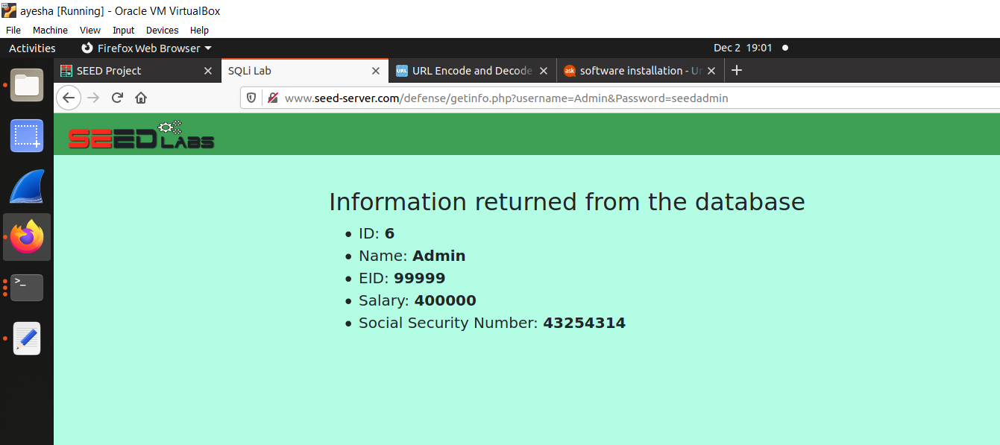 ayesha [Running] - Oracle VM VirtualBox
File Machine View Input Devices Help
Activities Firefox Web Browser Dec 2 19:01
SEED Project SQLi Lab URL URL Encode and Decode ask software installation -
www.seed-server.com/defense/getinfo.php?username=Admin&Password=seedadmin
SEED LABS
Information returned from the database
ID: 6
Name: Admin
EID: 99999
Salary: 400000
Social Security Number: 43254314
>_